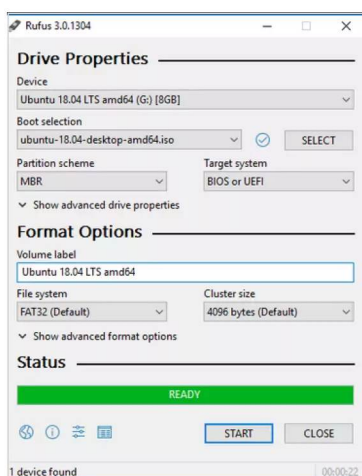 Rufus 3.0.1304
Drive Properties
Device
Ubuntu 18.04 LTS amd64 (G:) [8GB]
Boot selection
ubuntu-18.04-desktop-amd64.iso
SELECT
Partition scheme
Target system
MBR
BIOS or UEFI
Show advanced drive properties
Format Options
Volume label
Ubuntu 18.04 LTS amd64
File system
Cluster size
FAT32 (Default)
4096 bytes (Default)
Show advanced format options
Status
READY
START
CLOSE
1 device found
00:00:22